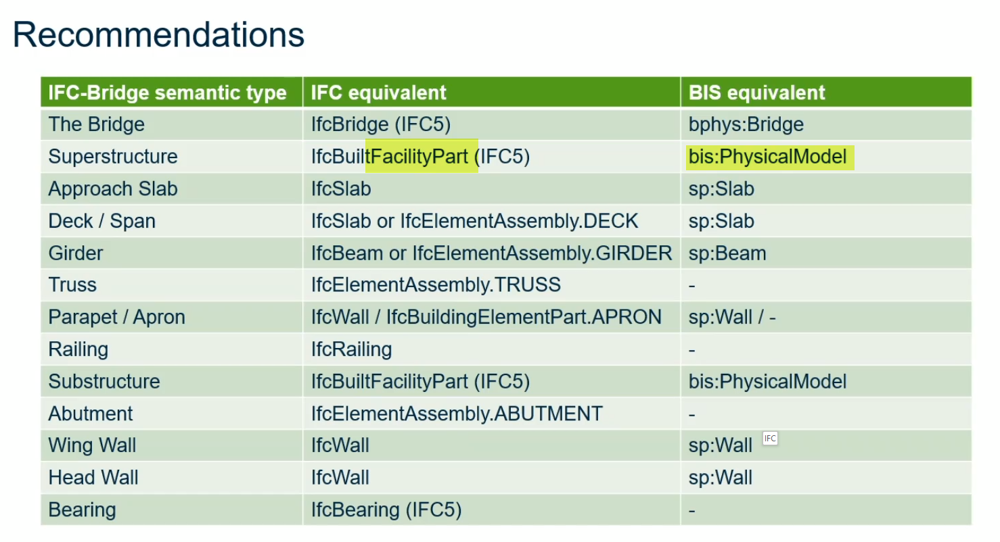 Recommendations
IFC-Bridge semantic type IFC equivalent BIS equivalent
The Bridge IfcBridge (IFC5) bphys:Bridge
Superstructure IfcBuiltFacilityPart (IFC5) bis:PhysicalModel
Approach Slab IfcSlab sp:Slab
Deck / Span IfcSlab or IfcElementAssembly.DECK sp:Slab
Girder IfcBeam or IfcElementAssembly.GIRDER sp:Beam
Truss IfcElementAssembly.TRUSS -
Parapet / Apron IfcWall / IfcBuildingElementPart.APRON sp:Wall / -
Railing IfcRailing -
Substructure IfcBuiltFacilityPart (IFC5) bis:PhysicalModel
Abutment IfcElementAssembly.ABUTMENT -
Wing Wall IfcWall sp:Wall IFC
Head Wall IfcWall sp:Wall
Bearing IfcBearing (IFC5) -